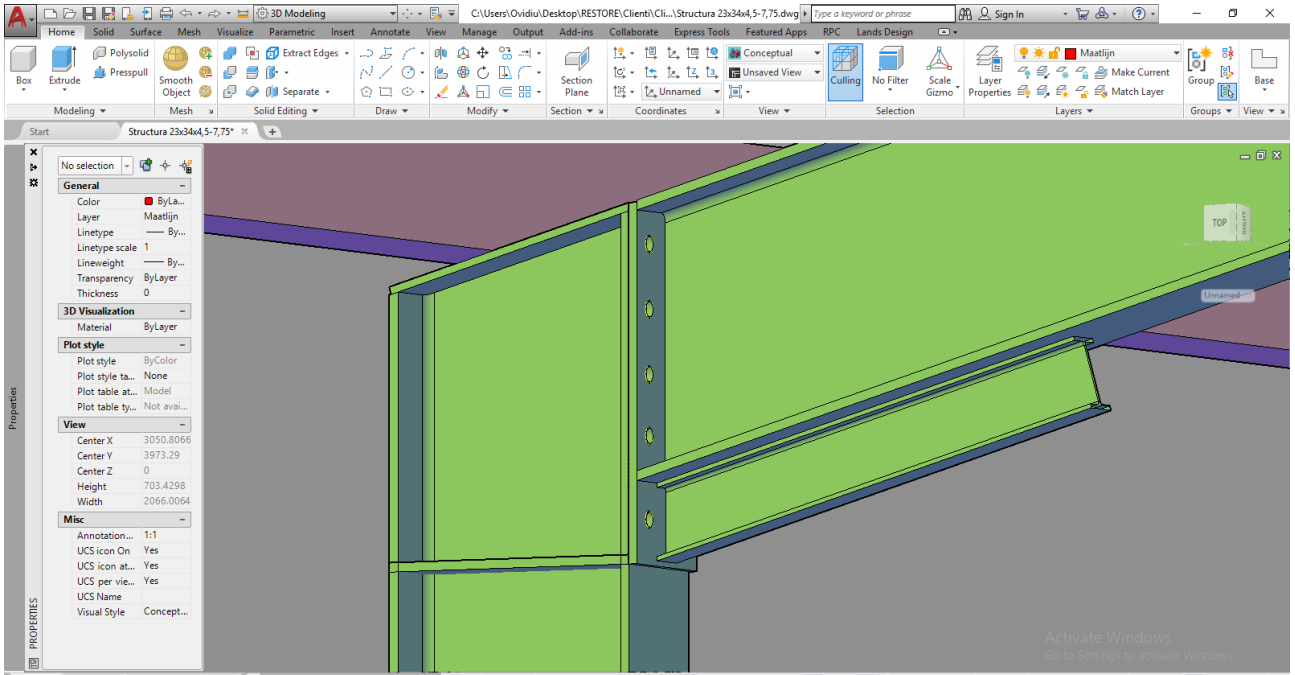 A 3D Modeling C:\Users\Ovidiu\Desktop\RESTORE\Clienti\Cli...\Structura 23x34x4,5-7,75.dwg Type a keyword or phrase Sign In
Home Solid Surface Mesh Visualize Parametric Insert Annotate View Manage Output Add-ins Collaborate Express Tools Featured Apps RPC Lands Design
Polysolid Extract Edges Conceptual Maatlijn
Presspull Unsaved View Make Current
Box Extrude Smooth Object Separate Section Plane Unnamed Culling No Filter Scale Gizmo Layer Properties Match Layer Group Base
Modeling Mesh Solid Editing Draw Modify Section Coordinates View Selection Layers Groups View
Start Structura 23x34x4,5-7,75*
No selection
General
Color ByLa...
Layer Maatlijn
Linetype By...
Linetype scale 1
Lineweight By...
Transparency ByLayer
Thickness 0
3D Visualization
Material ByLayer
Plot style
Plot style ByColor
Plot style ta... None
Plot table at... Model
Plot table ty... Not avai...
View
Center X 3050.8066
Center Y 3973.29
Center Z 0
Height 703.4298
Width 2066.0064
Misc
Annotation... 1:1
UCS icon On Yes
UCS icon at... Yes
UCS per vie... Yes
UCS Name
Visual Style Concept...
Properties
PROPERTIES
TOP RIGHT
Unnamed
Activate Windows
Go to Settings to activate Windows.